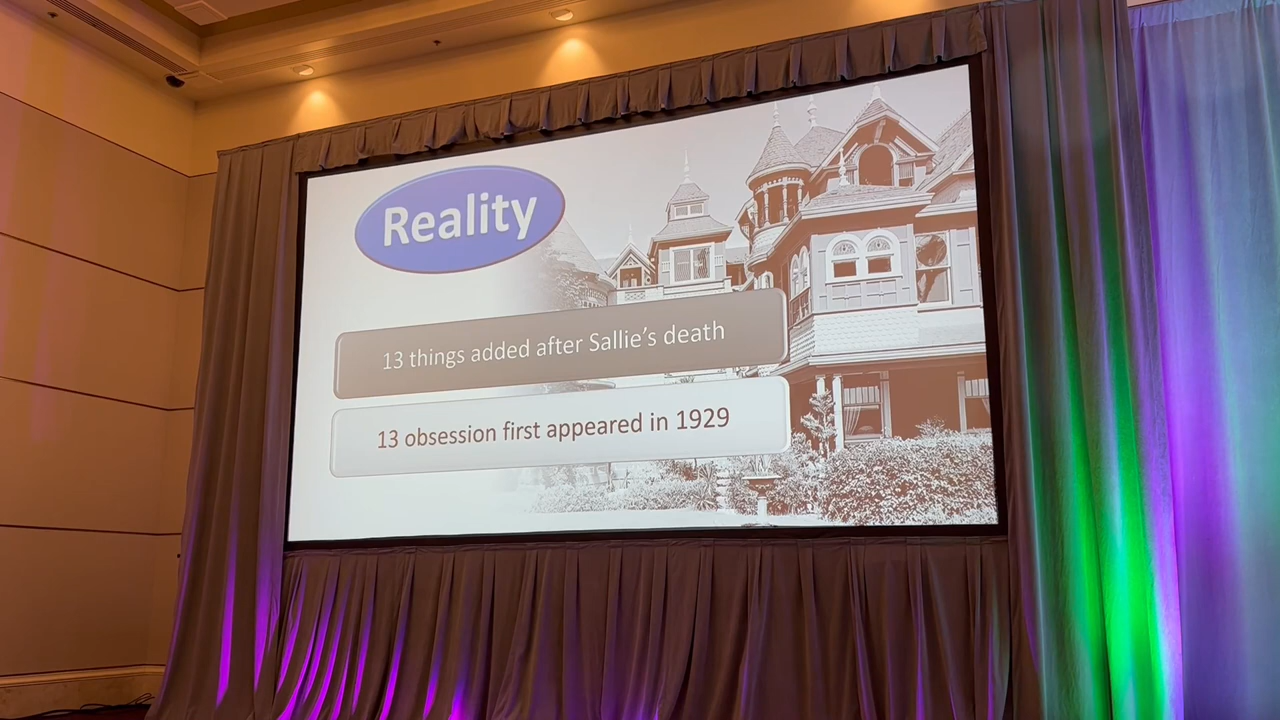 Reality
13 things added after Sallie’s death
13 obsession first appeared in 1929